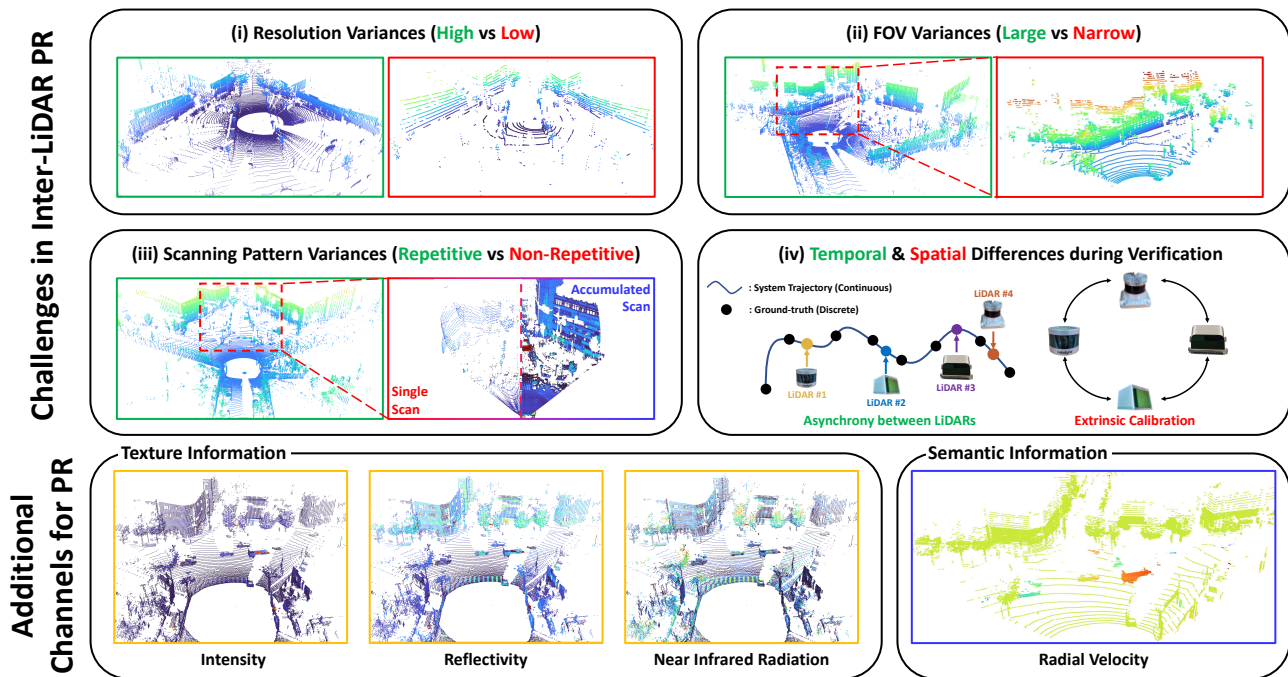 Challenges in Inter-LiDAR PR
(i) Resolution Variances (High vs Low)
(ii) FOV Variances (Large vs Narrow)
(iii) Scanning Pattern Variances (Repetitive vs Non-Repetitive)
Accumulated
Scan
Single
Scan
(iv) Temporal & Spatial Differences during Verification
: System Trajectory (Continuous)
: Ground-truth (Discrete)
LiDAR #4
LiDAR #1
LiDAR #2
LiDAR #3
Asynchrony between LiDARs
Extrinsic Calibration
Additional
Channels for PR
Texture Information
Intensity
Reflectivity
Near Infrared Radiation
Semantic Information
Radial Velocity